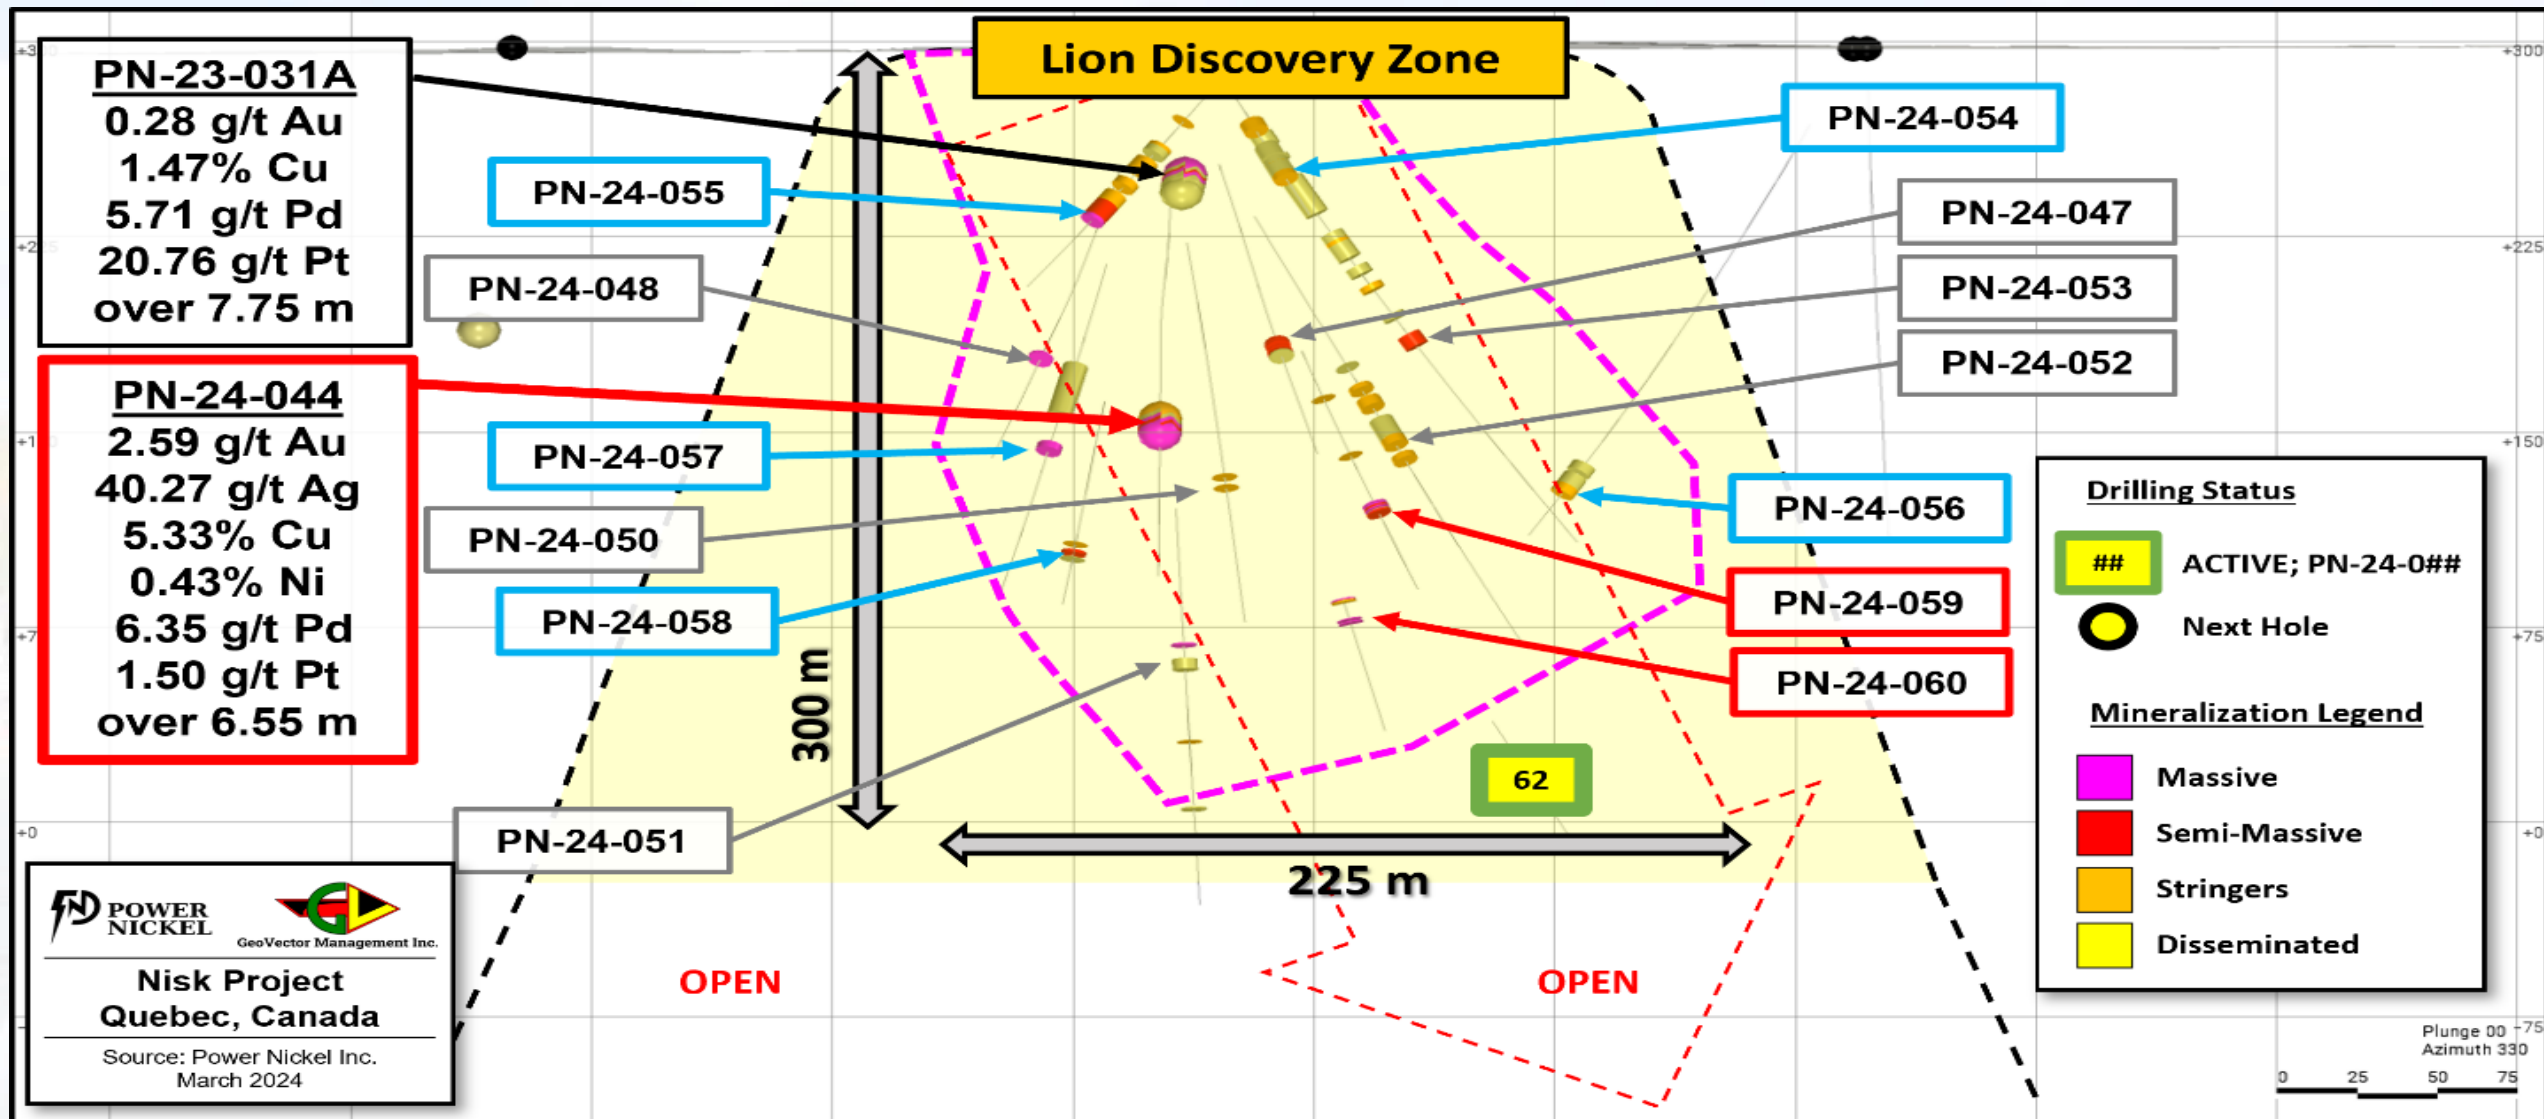 Lion Discovery Zone
PN-23-031A
0.28 g/t Au
1.47% Cu
5.71 g/t Pd
20.76 g/t Pt
over 7.75 m
PN-24-044
2.59 g/t Au
40.27 g/t Ag
5.33% Cu
0.43% Ni
6.35 g/t Pd
1.50 g/t Pt
over 6.55 m
PN-24-055
PN-24-048
PN-24-057
PN-24-050
PN-24-058
PN-24-051
PN-24-054
PN-24-047
PN-24-053
PN-24-052
PN-24-056
PN-24-059
PN-24-060
300 m
225 m
62
OPEN
OPEN
+300
+225
+150
+75
+0
-75
+0
Drilling Status
## ACTIVE; PN-24-0##
Next Hole
Mineralization Legend
Massive
Semi-Massive
Stringers
Disseminated
POWER
NICKEL
GeoVector Management Inc.
Nisk Project
Quebec, Canada
Source: Power Nickel Inc.
March 2024
Plunge 00
Azimuth 330
0 25 50 75